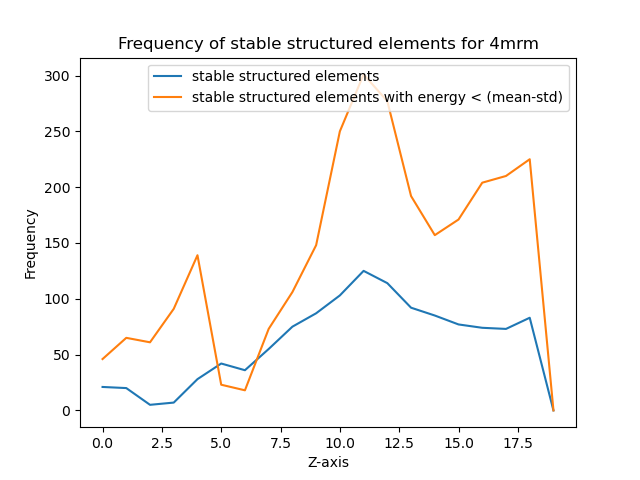 Frequency of stable structured elements for 4mrm
stable structured elements
stable structured elements with energy < (mean-std)
Frequency
300
250
200
150
100
50
0
0.0 2.5 5.0 7.5 10.0 12.5 15.0 17.5
Z-axis